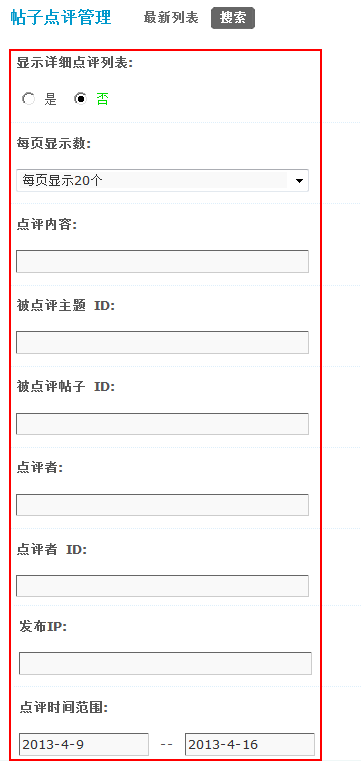 帖子点评管理 最新列表 搜索
显示详细点评列表:
是 否
每页显示数:
每页显示20个
点评内容:
被点评主题 ID:
被点评帖子 ID:
点评者:
点评者 ID:
发布IP:
点评时间范围:
2013-4-9 -- 2013-4-16